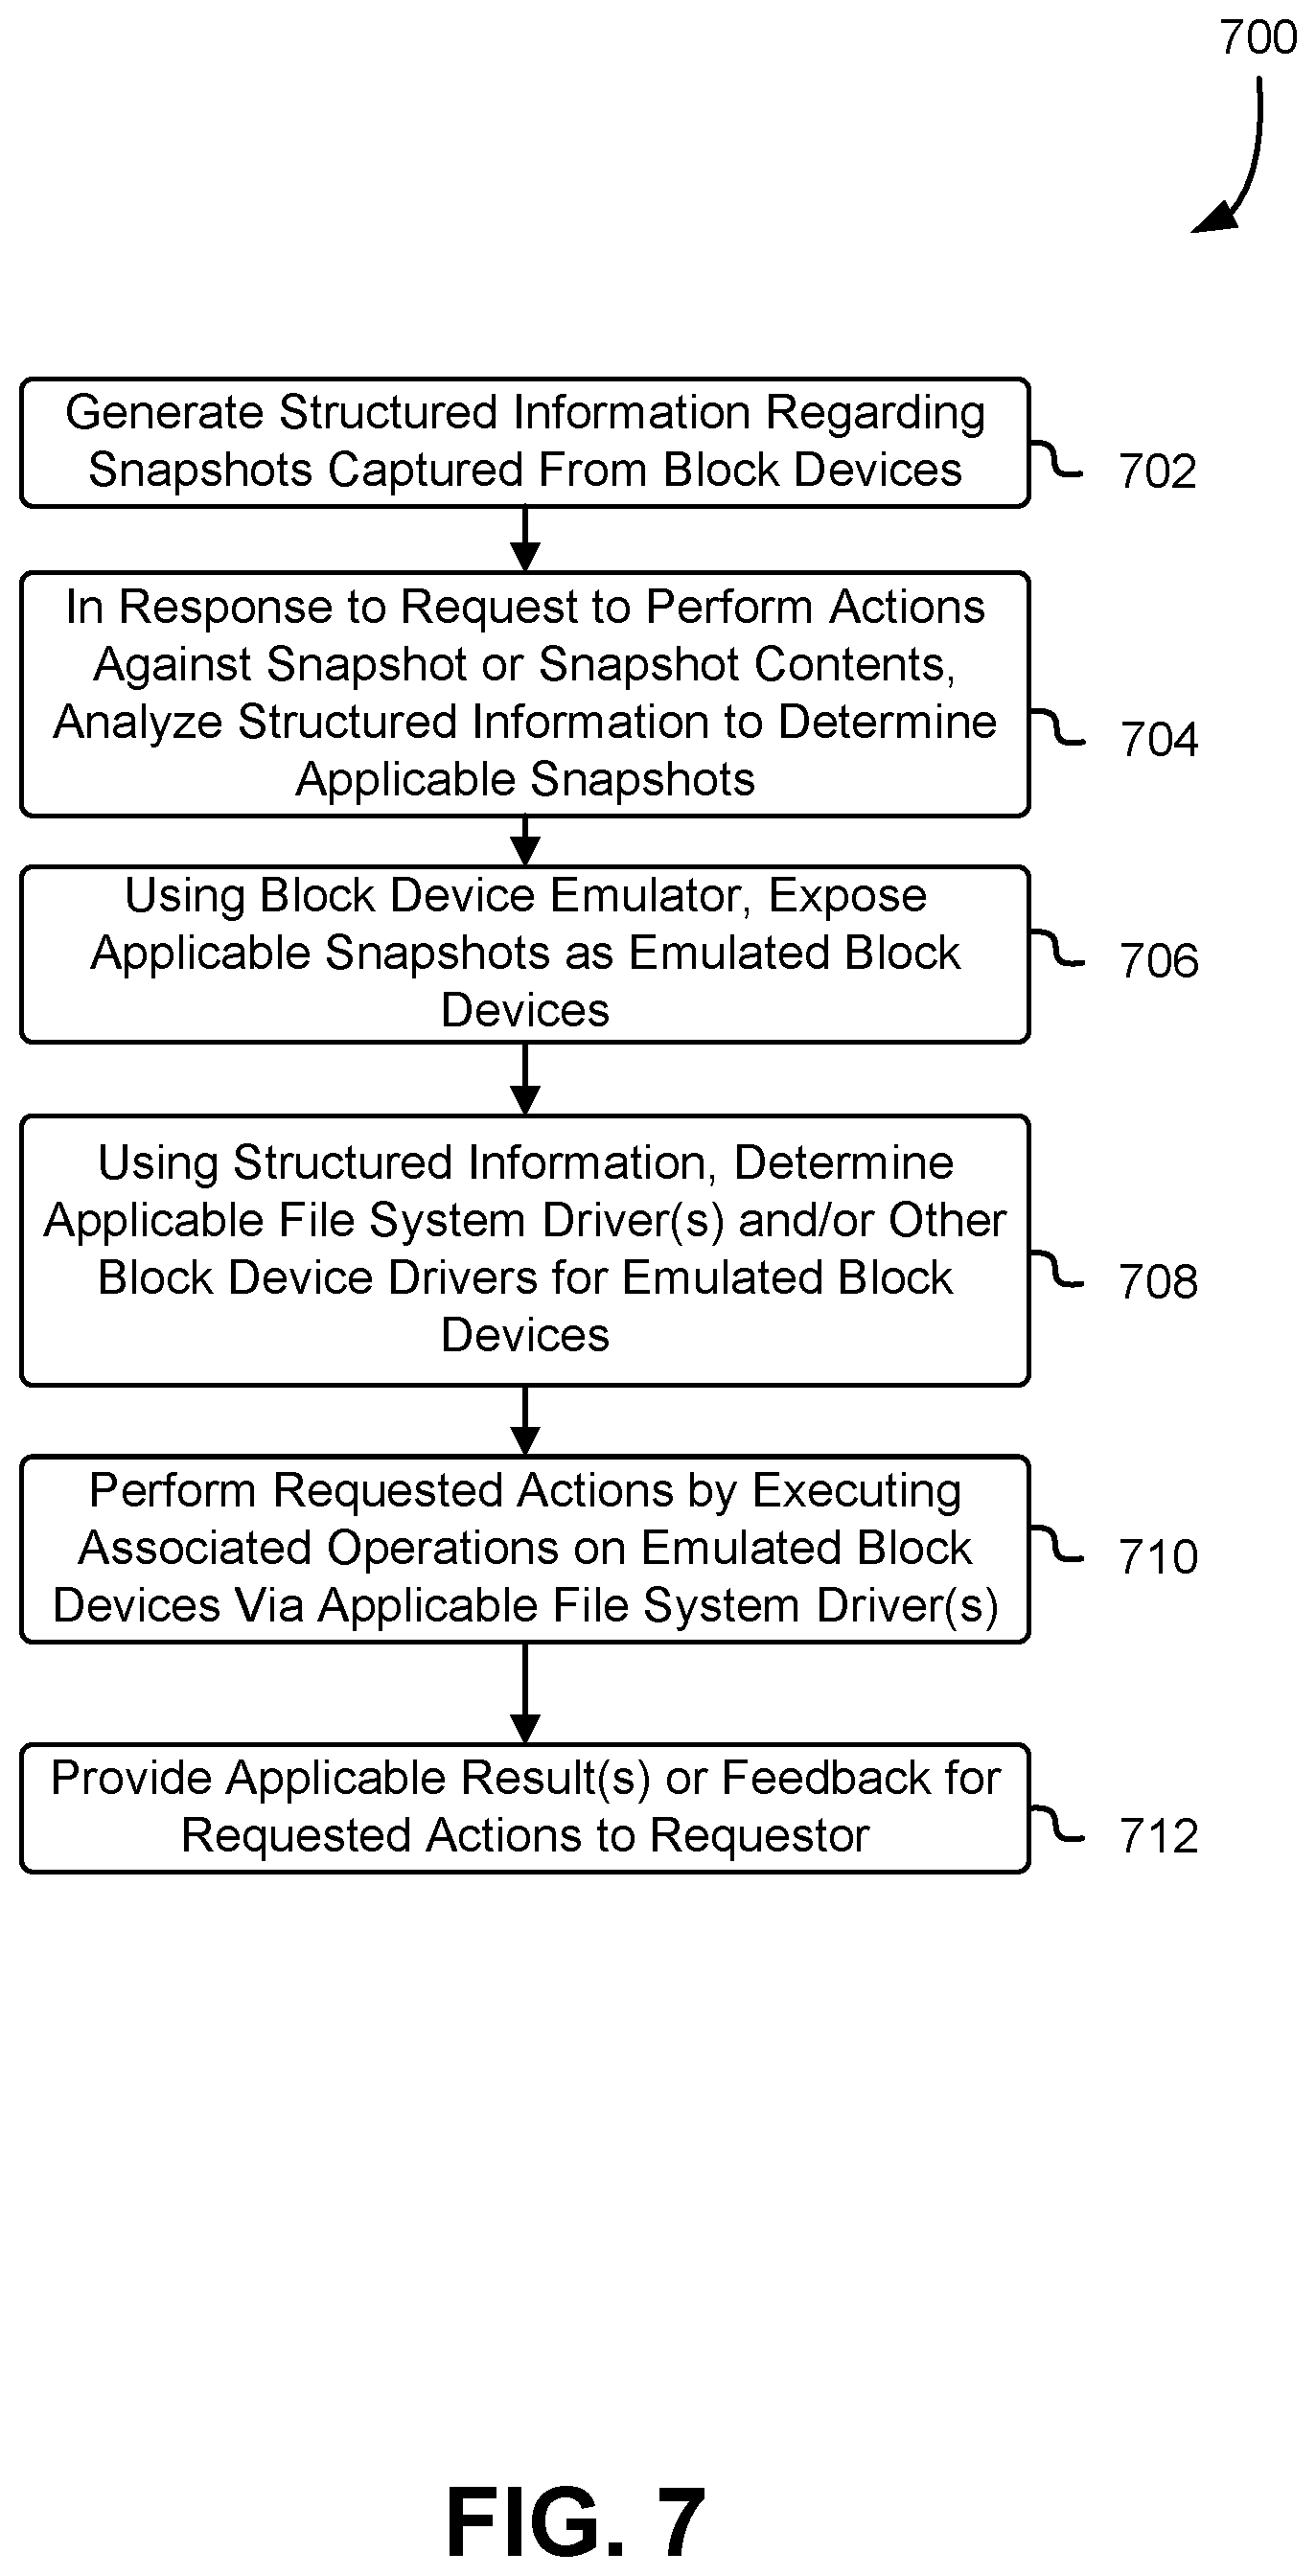 700
Generate Structured Information Regarding
Snapshots Captured From Block Devices
702
In Response to Request to Perform Actions
Against Snapshot or Snapshot Contents,
Analyze Structured Information to Determine
Applicable Snapshots
704
Using Block Device Emulator, Expose
Applicable Snapshots as Emulated Block
Devices
706
Using Structured Information, Determine
Applicable File System Driver(s) and/or Other
Block Device Drivers for Emulated Block
Devices
708
Perform Requested Actions by Executing
Associated Operations on Emulated Block
Devices Via Applicable File System Driver(s)
710
Provide Applicable Result(s) or Feedback for
Requested Actions to Requestor
712
FIG. 7